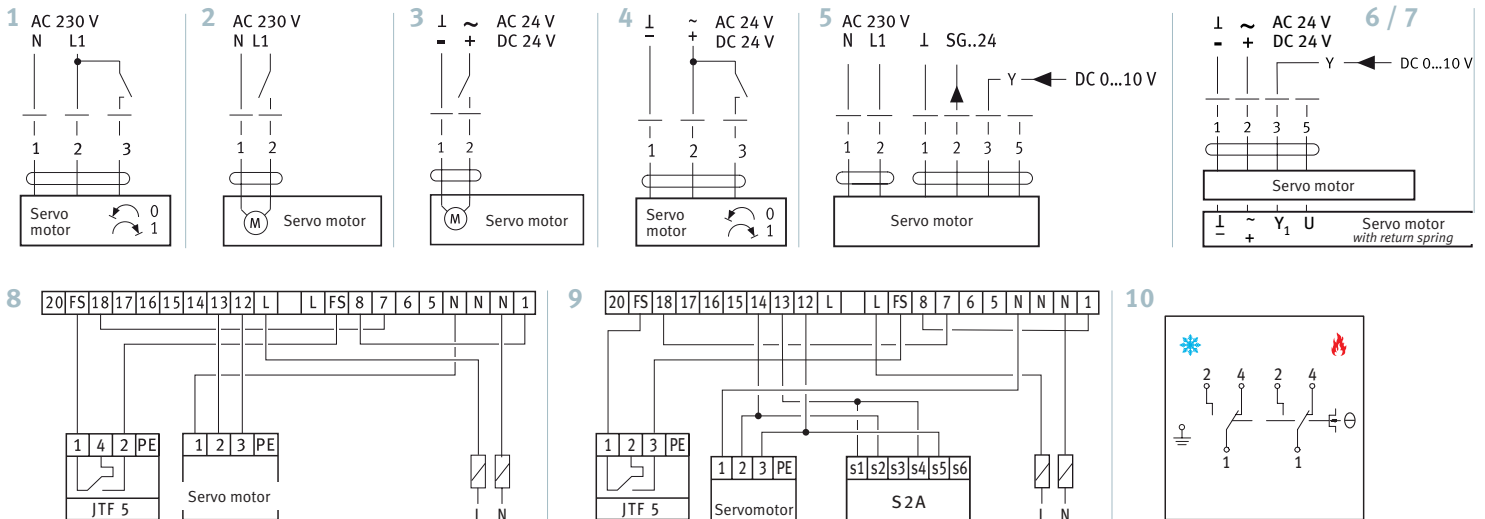 1
AC 230 V
N L1
1 2 3
Servo
motor
0
1
2
AC 230 V
N L1
1 2
M
Servo motor
3
⊥ ~ AC 24 V
- + DC 24 V
1 2
M
Servo motor
4
⊥ ~ AC 24 V
− + DC 24 V
1 2 3
Servo
motor
0
1
5
AC 230 V
N L1 ⊥ SG..24
Y DC 0...10 V
1 2 1 2 3 5
Servo motor
6 / 7
⊥ ~ AC 24 V
- + DC 24 V
Y DC 0...10 V
1 2 3 5
Servo motor
⊥ ~ Y1 U
− +
Servo motor
with return spring
8
20 FS 18 17 16 15 14 13 12 L L FS 8 7 6 5 N N N 1
1 4 2 PE
JTF 5
1 2 3 PE
Servo motor
L N
9
20 FS 18 17 16 15 14 13 12 L L FS 8 7 6 5 N N N 1
1 2 3 PE
JTF 5
1 2 3 PE
Servomotor
s1 s2 s3 s4 s5 s6
S2A
L N
10
2 4 2 4
1 1